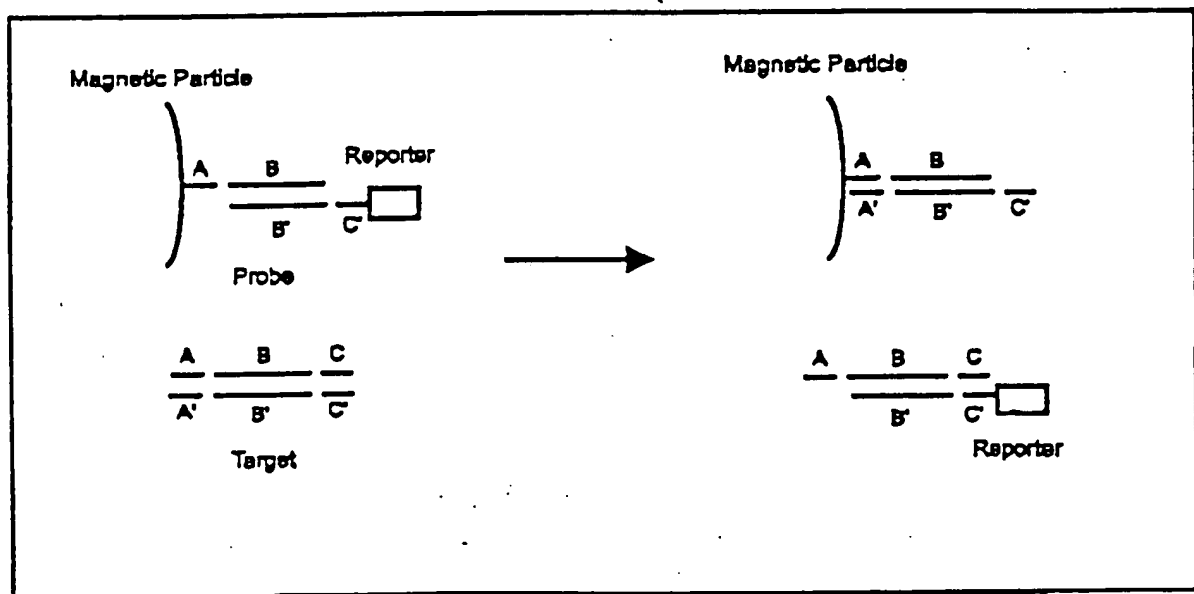 Magnetic Particle
A B Reporter
B' C'
Probe
A B C
A' B' C'
Target
Magnetic Particle
A B
A' B' C'
A B C
B' C'
Reporter